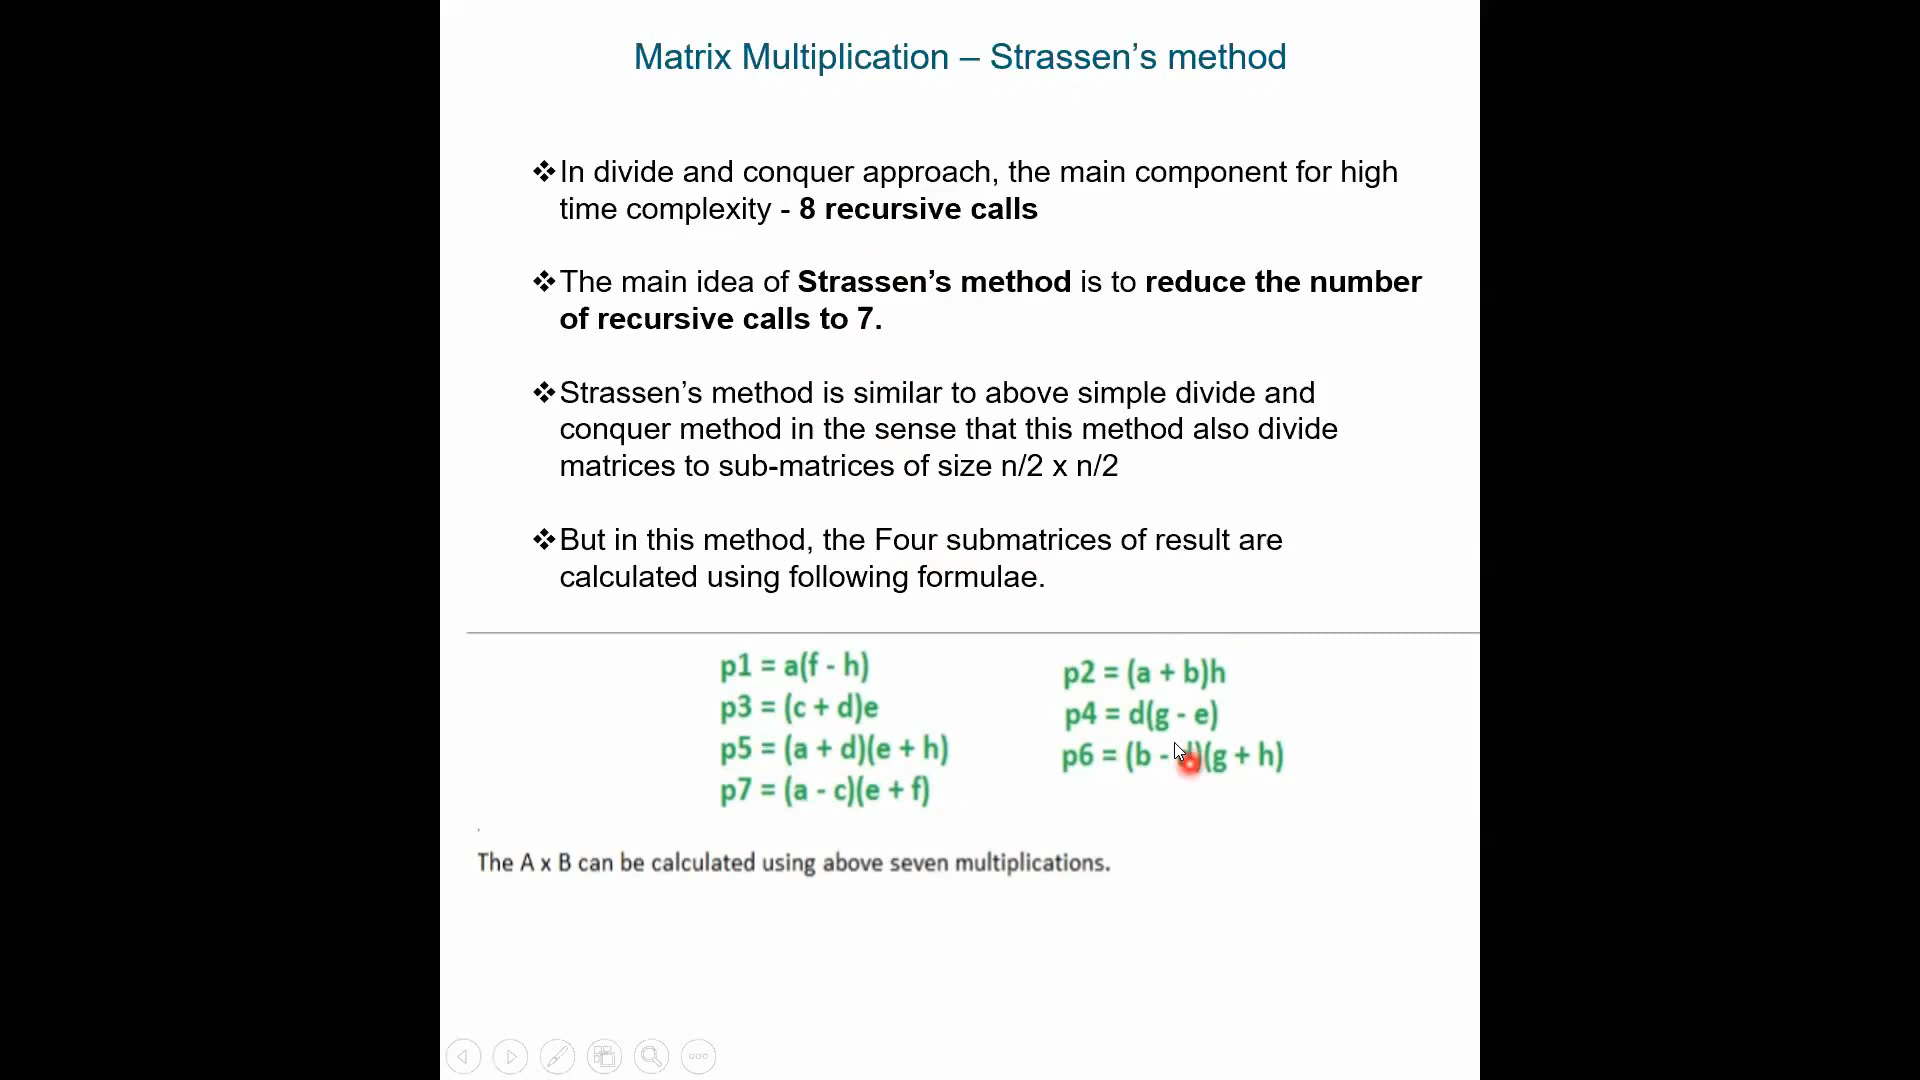 Matrix Multiplication – Strassen’s method
❖In divide and conquer approach, the main component for high
time complexity - 8 recursive calls
❖The main idea of Strassen’s method is to reduce the number
of recursive calls to 7.
❖Strassen’s method is similar to above simple divide and
conquer method in the sense that this method also divide
matrices to sub-matrices of size n/2 x n/2
❖But in this method, the Four submatrices of result are
calculated using following formulae.
p1 = a(f - h)
p2 = (a + b)h
p3 = (c + d)e
p4 = d(g - e)
p5 = (a + d)(e + h)
p6 = (b - )(g + h)
p7 = (a - c)(e + f)
The A x B can be calculated using above seven multiplications.